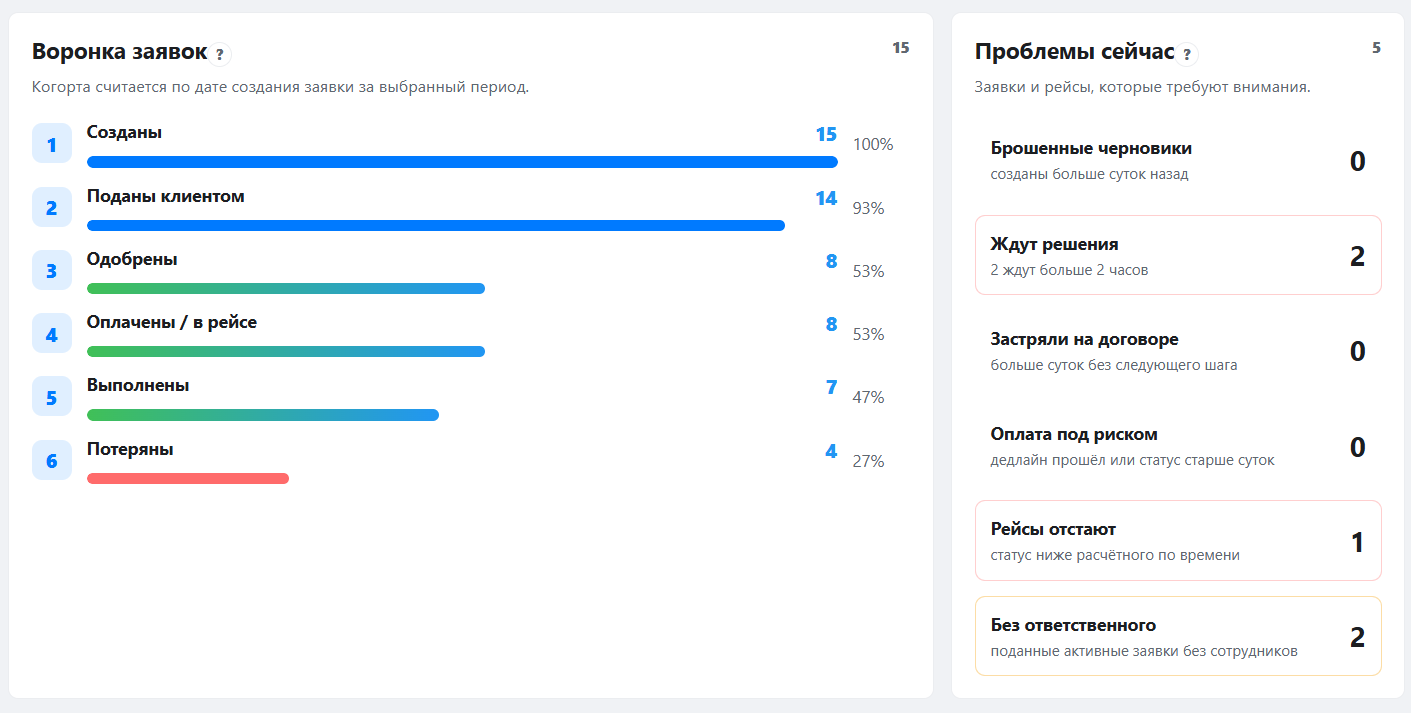 Воронка заявок ?
15
Когорта считается по дате создания заявки за выбранный период.
1
Созданы
15
100%
2
Поданы клиентом
14
93%
3
Одобрены
8
53%
4
Оплачены / в рейсе
8
53%
5
Выполнены
7
47%
6
Потеряны
4
27%
Проблемы сейчас ?
5
Заявки и рейсы, которые требуют внимания.
Брошенные черновики
созданы больше суток назад
0
Ждут решения
2 ждут больше 2 часов
2
Застряли на договоре
больше суток без следующего шага
0
Оплата под риском
дедлайн прошёл или статус старше суток
0
Рейсы отстают
статус ниже расчётного по времени
1
Без ответственного
поданные активные заявки без сотрудников
2